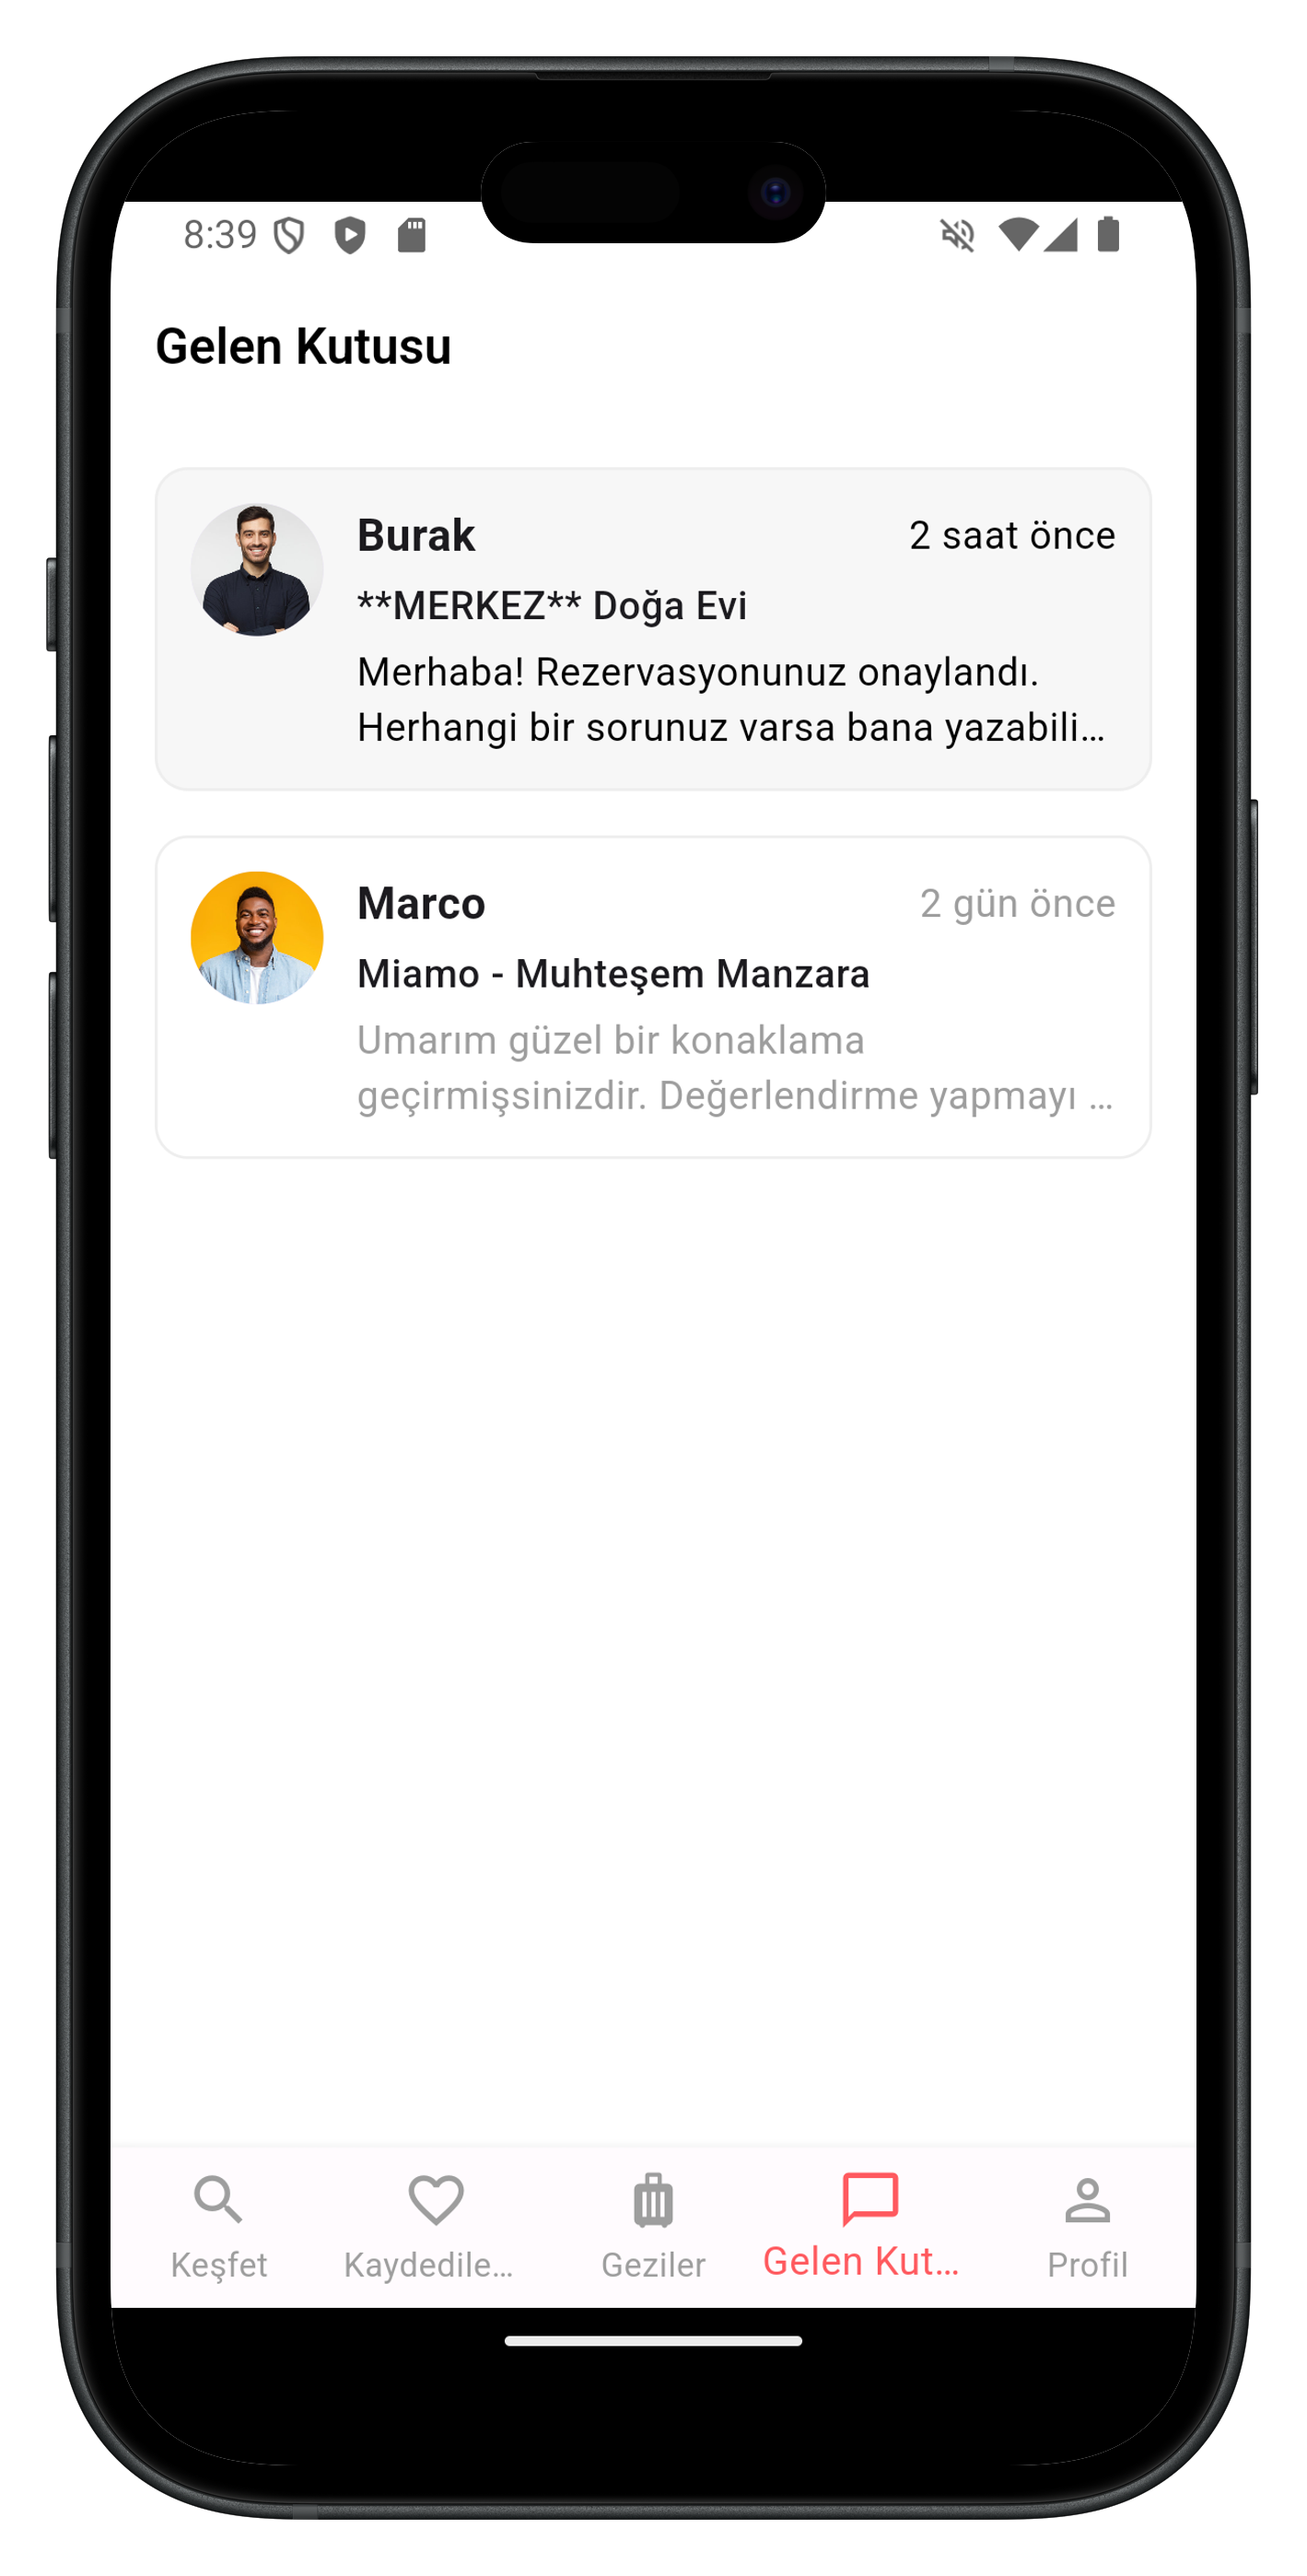 8:39
Gelen Kutusu
Burak
2 saat önce
**MERKEZ** Doğa Evi
Merhaba! Rezervasyonunuz onaylandı.
Herhangi bir sorunuz varsa bana yazabili...
Marco
2 gün önce
Miamo - Muhteşem Manzara
Umarım güzel bir konaklama
geçirmişsinizdir. Değerlendirme yapmayı ...
Keşfet
Kaydedile...
Geziler
Gelen Kut...
Profil